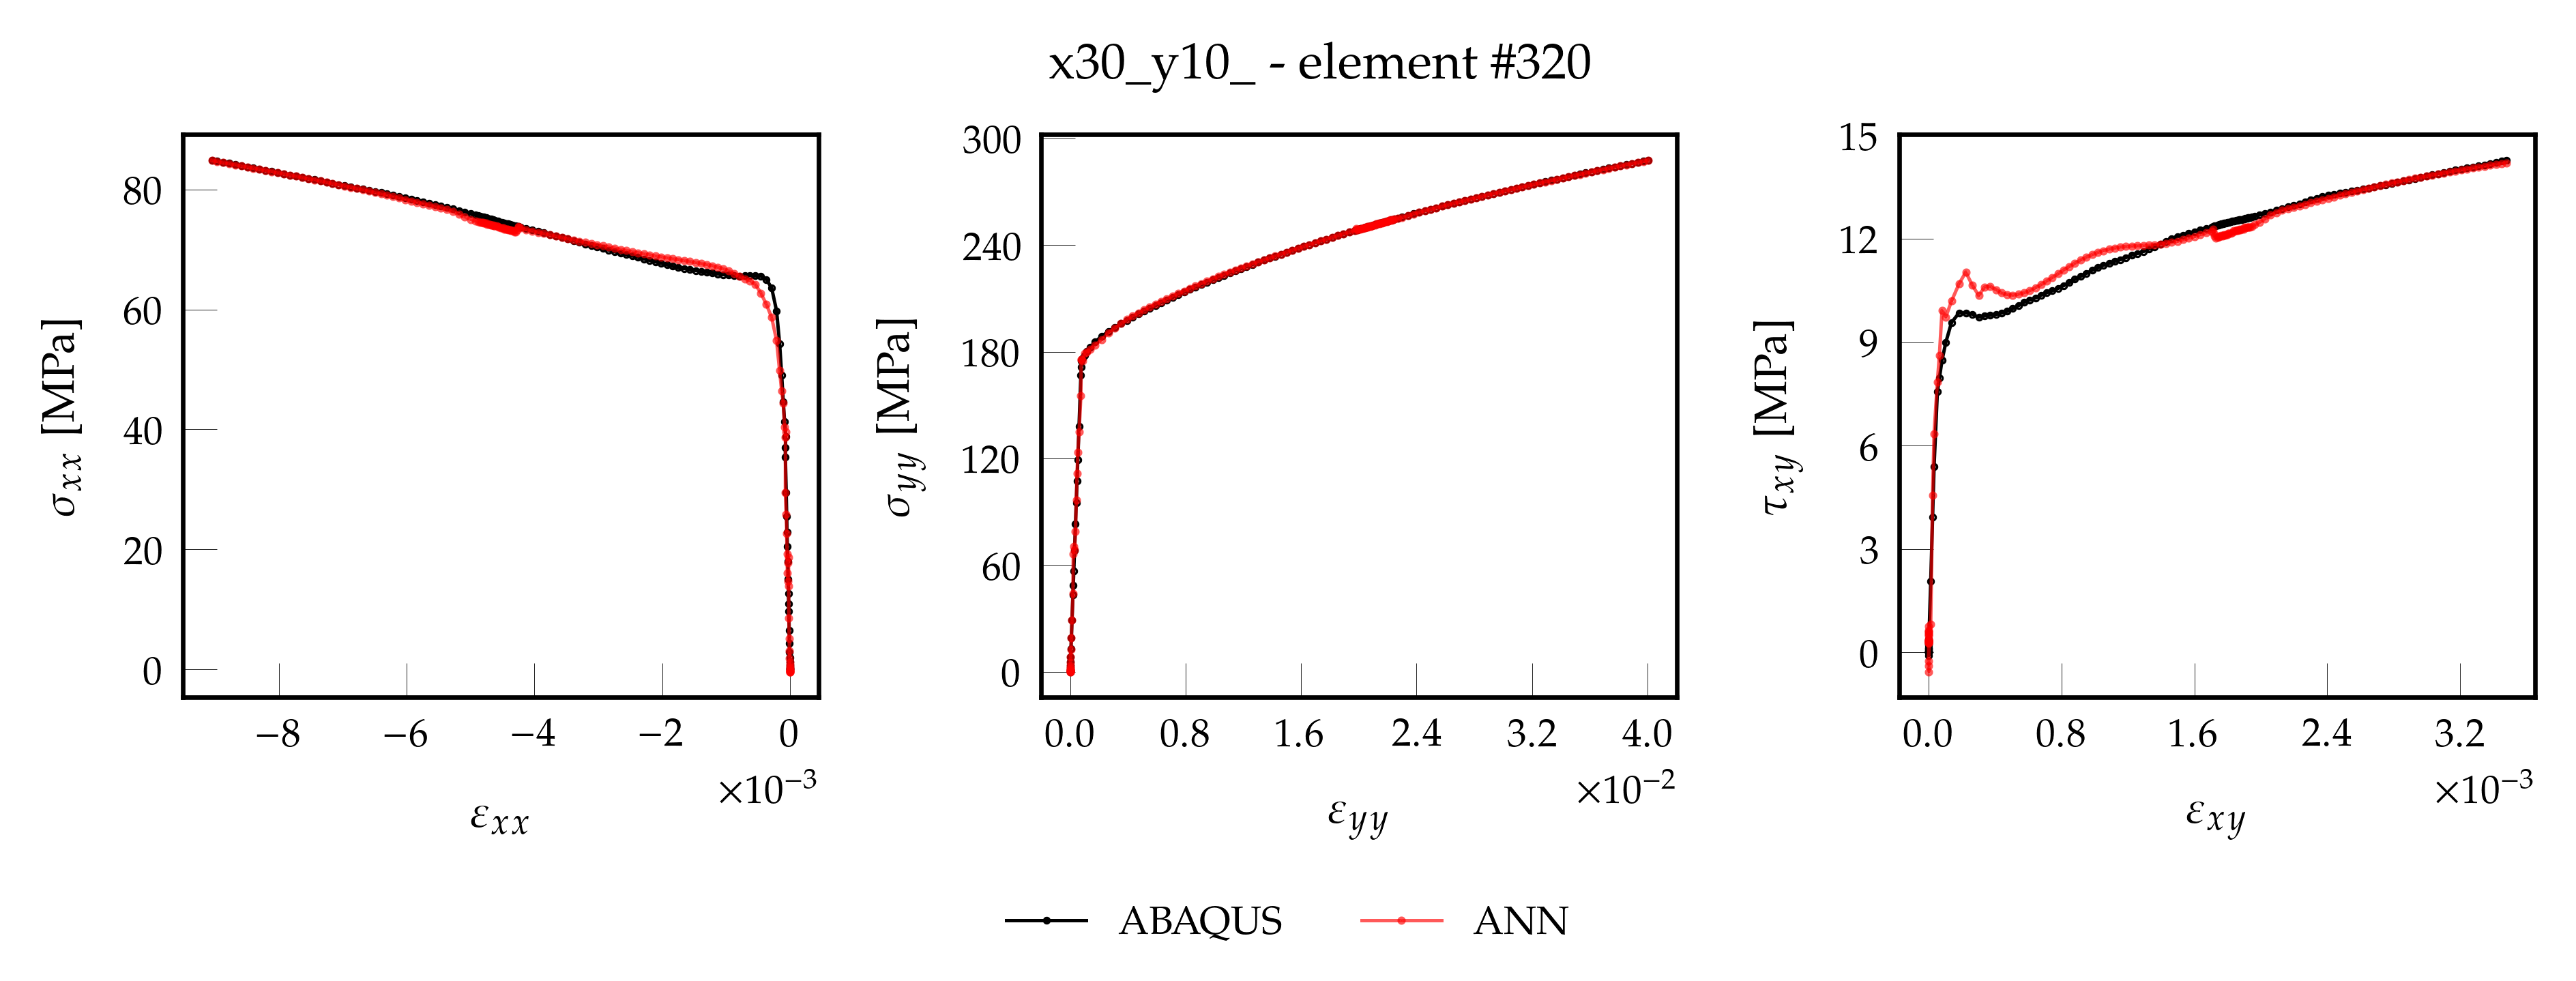 x30_y10_ - element #320
σxx [MPa]
80
60
40
20
0
−8 −6 −4 −2 0
×10−3
εxx
σyy [MPa]
300
240
180
120
60
0
0.0 0.8 1.6 2.4 3.2 4.0
×10−2
εyy
τxy [MPa]
15
12
9
6
3
0
0.0 0.8 1.6 2.4 3.2
×10−3
εxy
ABAQUS ANN